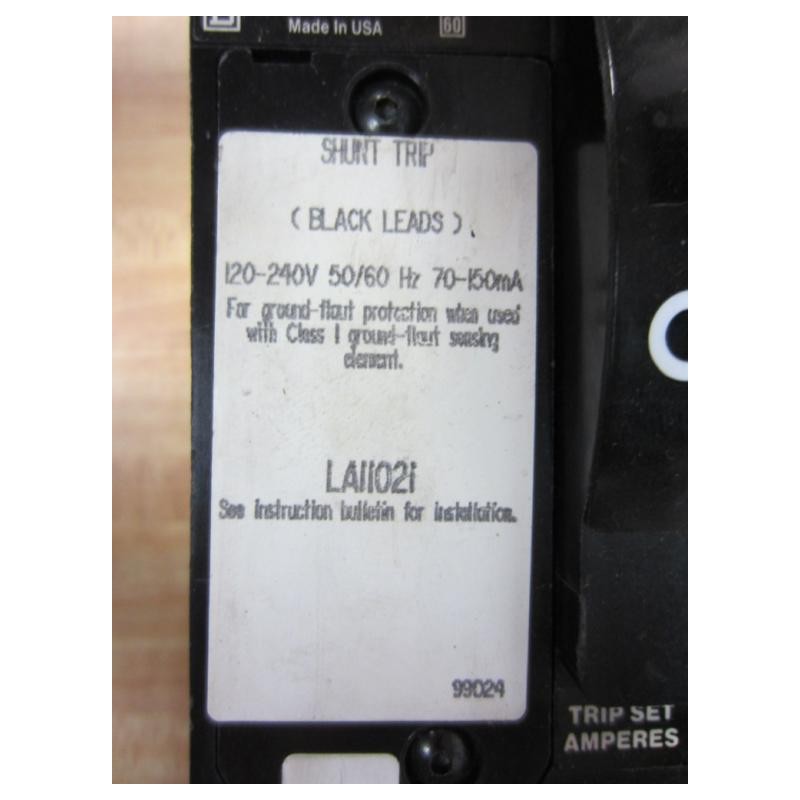 Made In USA
60
SHUNT TRIP
( BLACK LEADS ).
120-240V 50/60 Hz 70-150mA
For ground-flaut protection when used
with Class 1 ground-flaut sensing
element.
LA11021
See instruction bulletin for installation.
99024
TRIP SET
AMPERES